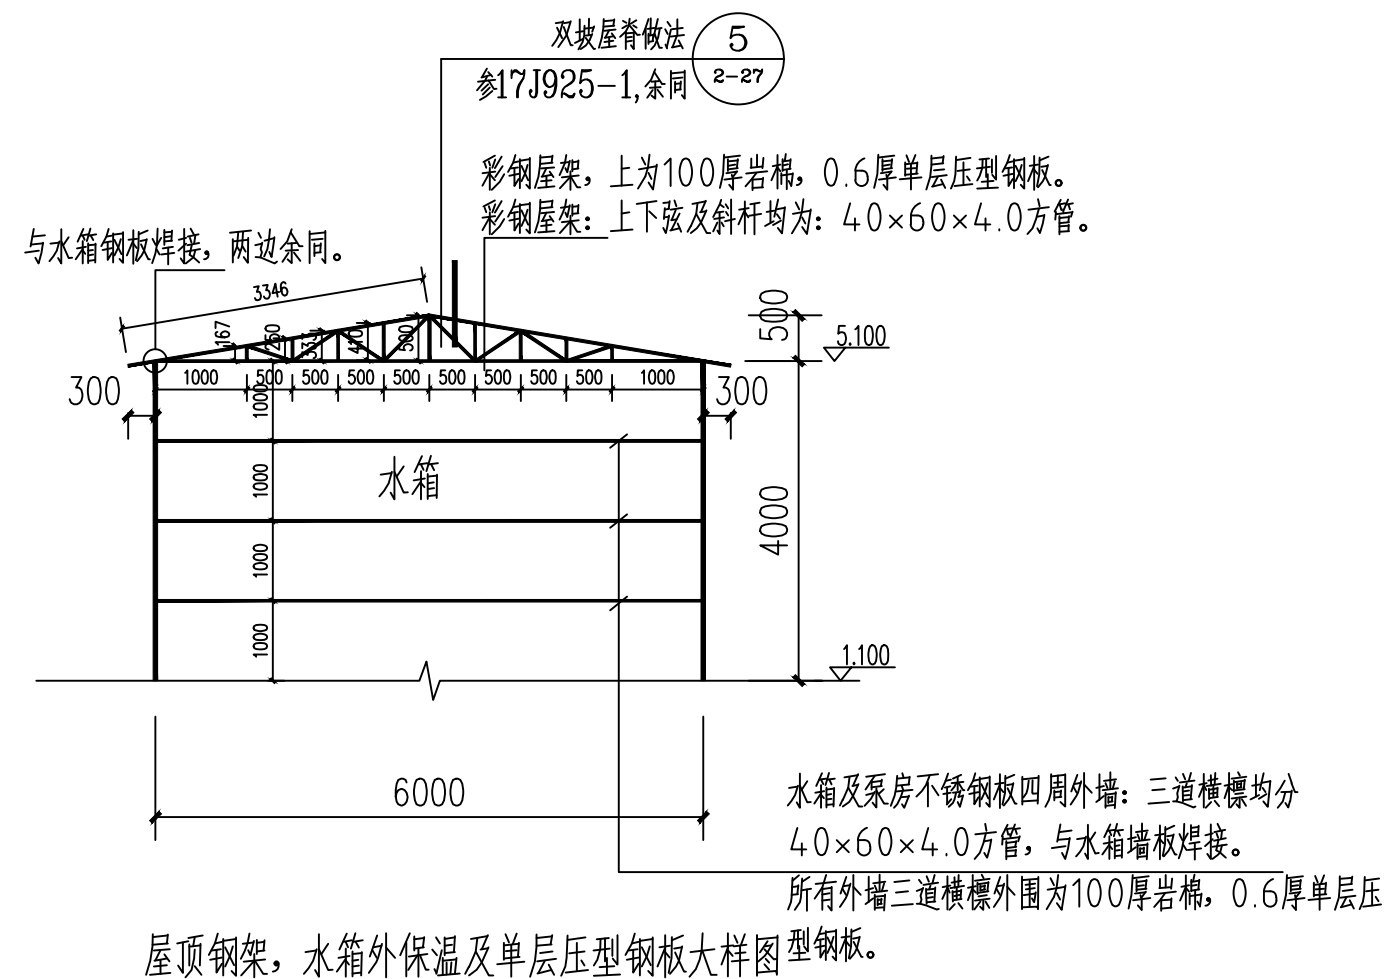 双坡屋脊做法
5
参17J925-1,余同
2-27
彩钢屋架，上为100厚岩棉，0.6厚单层压型钢板。
彩钢屋架：上下弦及斜杆均为：40×60×4.0方管。
与水箱钢板焊接，两边余同。
3346
167
260
333
410
500
500
5.100
1000
500
500
500
500
500
500
500
500
1000
300
300
1000
水箱
1000
4000
1000
1000
1.100
6000
水箱及泵房不锈钢板四周外墙：三道横檩均分
40×60×4.0方管，与水箱墙板焊接。
所有外墙三道横檩外围为100厚岩棉，0.6厚单层压
型钢板。
屋顶钢架，水箱外保温及单层压型钢板大样图